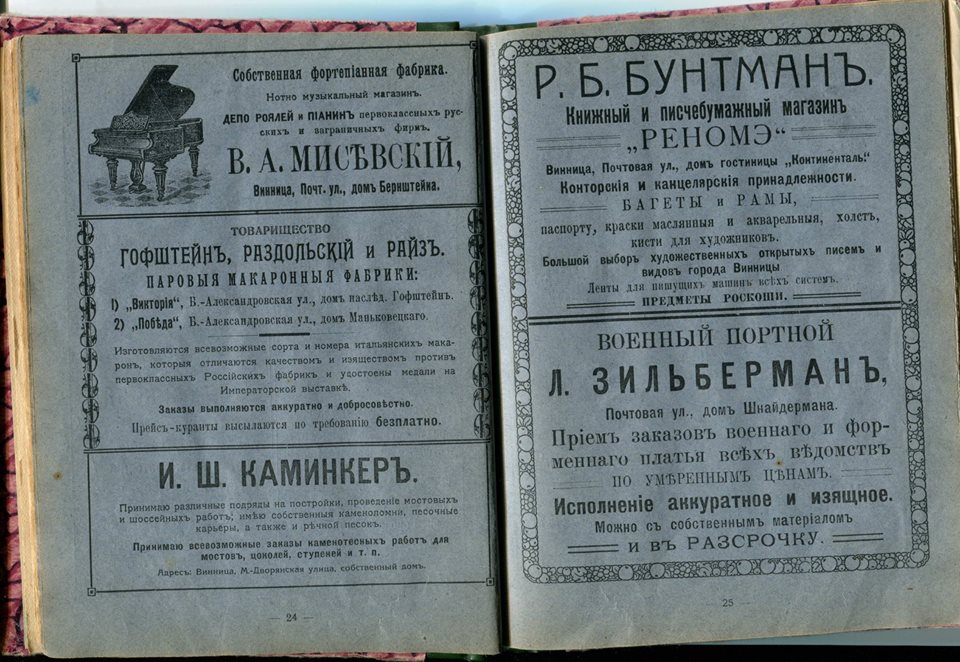 Собственная фортепіанная фабрика.
Нотно музыкальный магазин.
ДЕПО РОЯЛЕЙ и ПІАНИНЪ первоклассныхъ рус-
скихъ и заграничныхъ фирмъ.
В. А. МИСѢВСКІЙ,
Винница, Почт. ул., домъ Бернштейна.
ТОВАРИЩЕСТВО
ГОФШТЕЙНЪ, РАЗДОЛЬСКІЙ и РАЙЗЪ.
ПАРОВЫЯ МАКАРОННЫЯ ФАБРИКИ:
1) „Викторія“, Б.-Александровская ул., домъ наслѣд. Гофштейнъ.
2) „Побѣда“, Б.-Александровская ул., домъ Маньковецкаго.
Изготовляются всевозможные сорта и номера итальянскихъ мака-
ронъ, которыя отличаются качествомъ и изяществомъ противъ
первоклассныхъ Россійскихъ фабрикъ и удостоены медали на
Императорской выставкѣ.
Заказы выполняются аккуратно и добросовѣстно.
Прейсъ-куранты высылаются по требованію безплатно.
И. Ш. КАМИНКЕРЪ.
Принимаю различные подряды на постройки, проведеніе мостовыхъ
и шоссейныхъ работъ; имѣю собственныя каменоломни, песочные
карьеры, а также и рѣчной песокъ.
Принимаю всевозможные заказы каменотесныхъ работъ для
мостовъ, цоколей, ступеней и т. п.
Адресъ: Винница, М.-Дворянская улица, собственный домъ.
— 24 —
Р. Б. БУНТМАНЪ.
Книжный и писчебумажный магазинъ
„РЕНОМЭ“
Винница, Почтовая ул., домъ гостиницы „Континенталь.“
Конторскія и канцелярскія принадлежности.
БАГЕТЫ и РАМЫ,
паспорту, краски маслянныя и акварельныя, холстъ,
кисти для художниковъ.
Большой выборъ художественныхъ открытыхъ писемъ и
видовъ города Винницы
Ленты для пишущихъ машинъ всѣхъ системъ.
ПРЕДМЕТЫ РОСКОШИ.
ВОЕННЫЙ ПОРТНОЙ
Л. ЗИЛЬБЕРМАНЪ,
Почтовая ул., домъ Шнайдермана.
Пріемъ заказовъ военнаго и фор-
меннаго платья всѣхъ вѣдомствъ
ПО УМѢРЕННЫМЪ ЦѢНАМЪ.
Исполненіе аккуратное и изящное.
Можно съ собственнымъ матеріаломъ
И ВЪ РАЗСРОЧКУ.
— 25 —